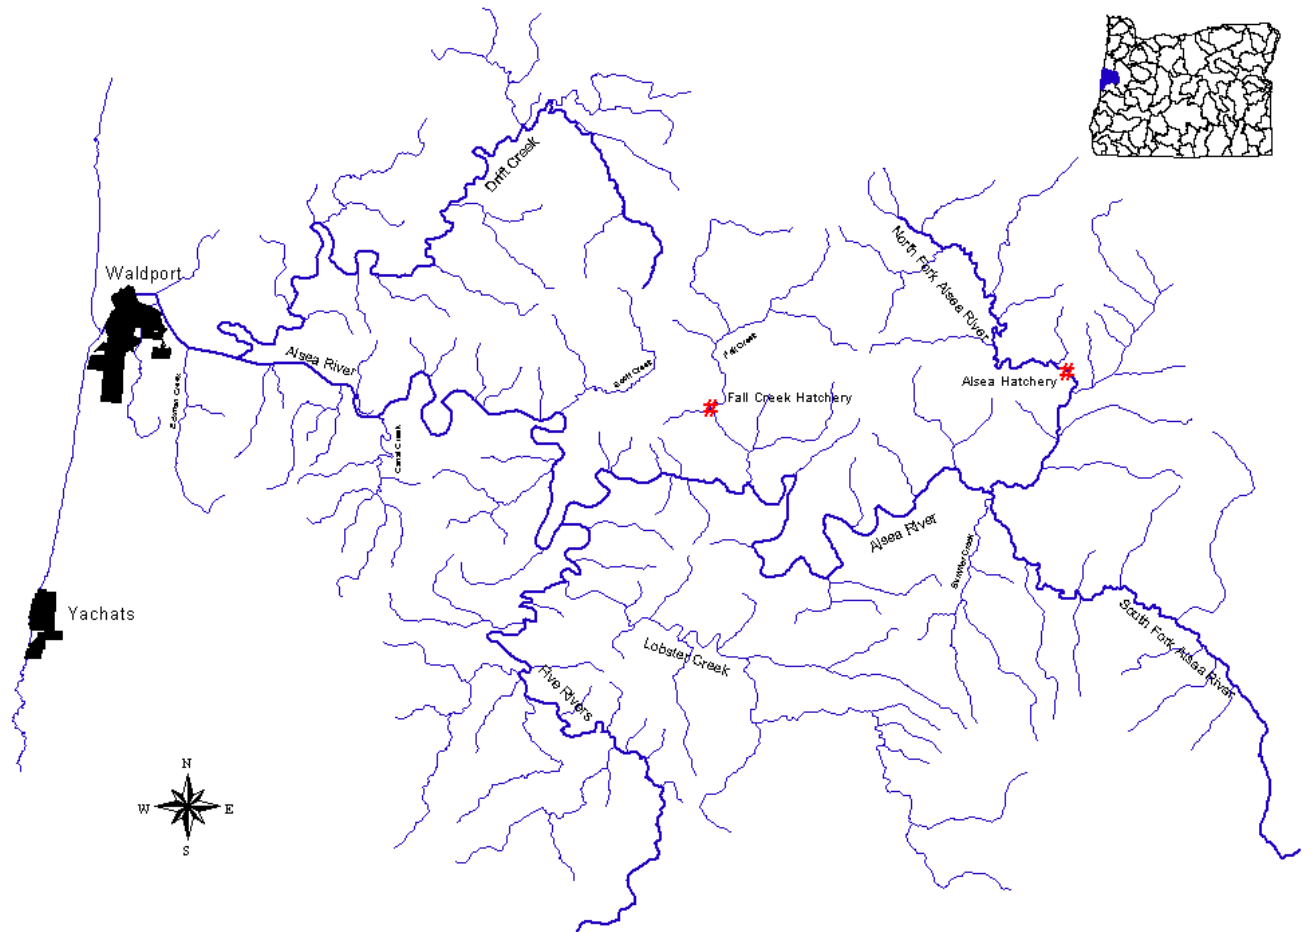 Drift Creek
North Fork Alsea River
Waldport
Alsea River
Fall Creek
Scott Creek
Alsea Hatchery
Eckman Creek
Fall Creek Hatchery
Canal Creek
Alsea River
Yachats
South Fork Alsea River
Lobster Creek
Five Rivers
N
W
E
S